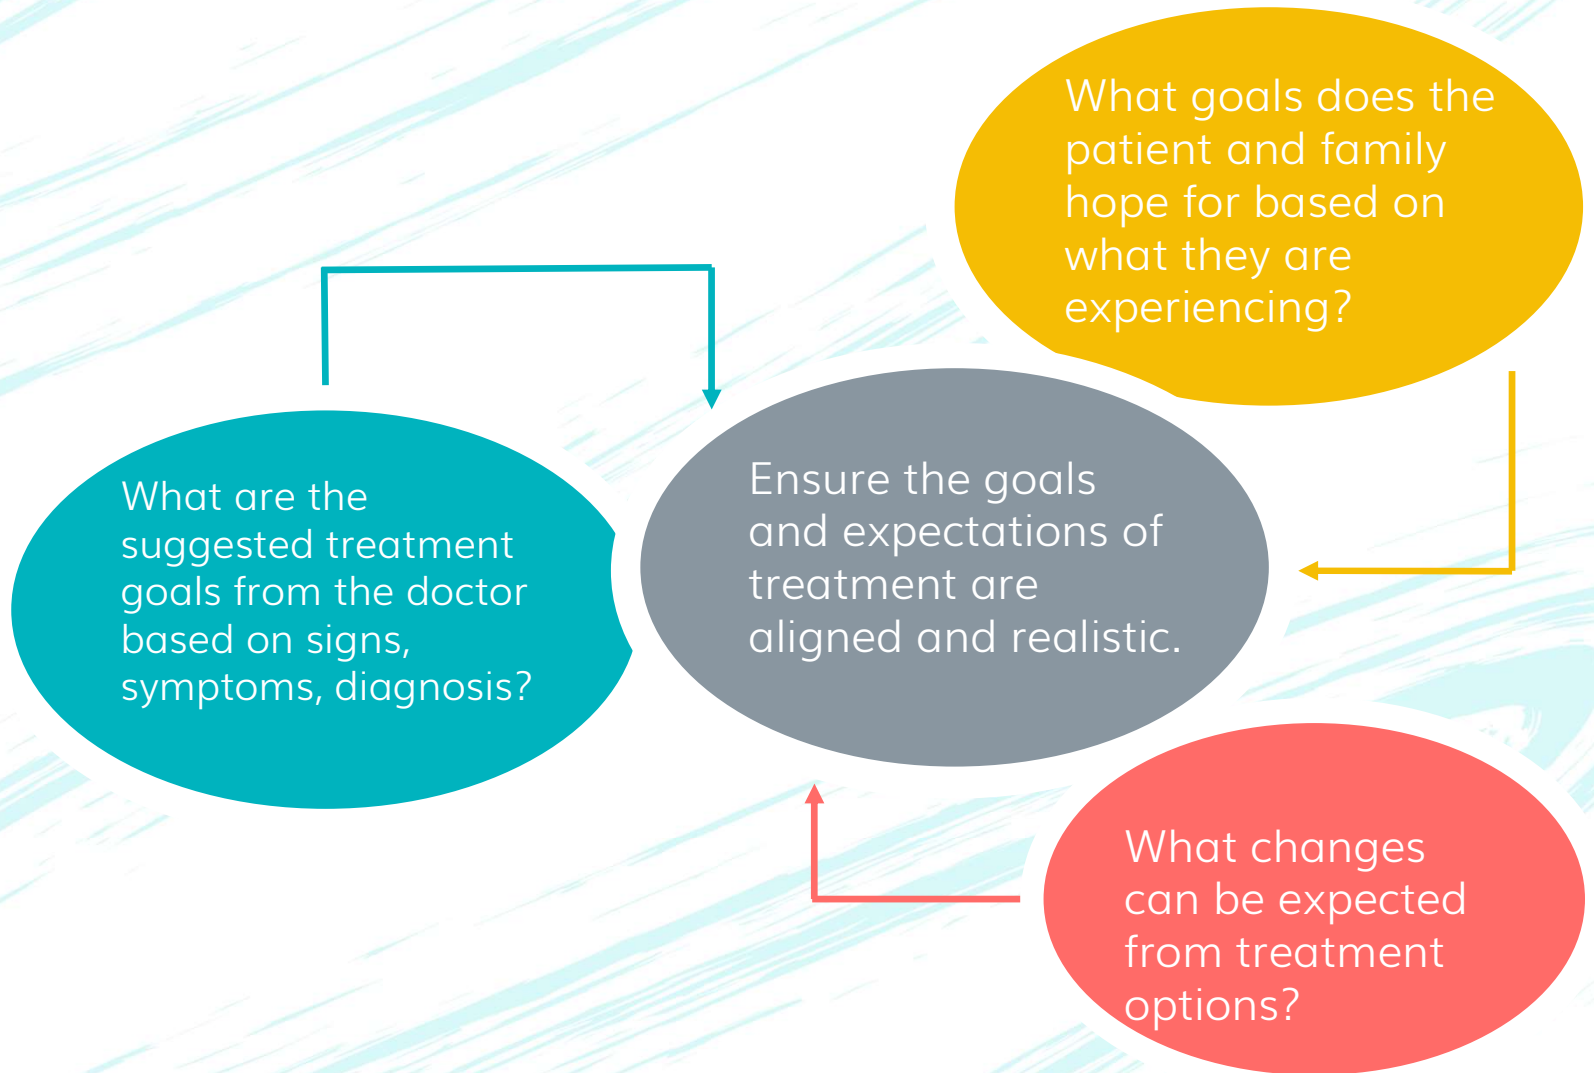 What goals does the
patient and family
hope for based on
what they are
experiencing?
What are the
suggested treatment
goals from the doctor
based on signs,
symptoms, diagnosis?
Ensure the goals
and expectations of
treatment are
aligned and realistic.
What changes
can be expected
from treatment
options?